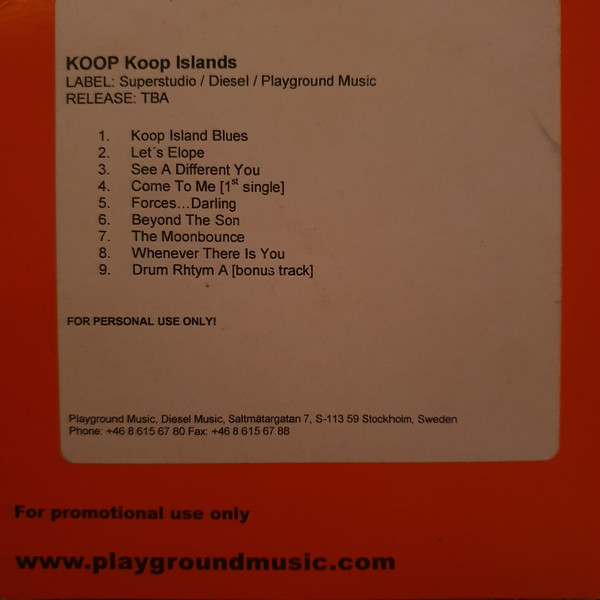 KOOP Koop Islands
LABEL: Superstudio / Diesel / Playground Music
RELEASE: TBA
1. Koop Island Blues
2. Let´s Elope
3. See A Different You
4. Come To Me [1st single]
5. Forces...Darling
6. Beyond The Son
7. The Moonbounce
8. Whenever There Is You
9. Drum Rhtym A [bonus track]
FOR PERSONAL USE ONLY!
Playground Music, Diesel Music, Saltmätargatan 7, S-113 59 Stockholm, Sweden
Phone: +46 8 615 67 80 Fax: +46 8 615 67 88
For promotional use only
www.playgroundmusic.com